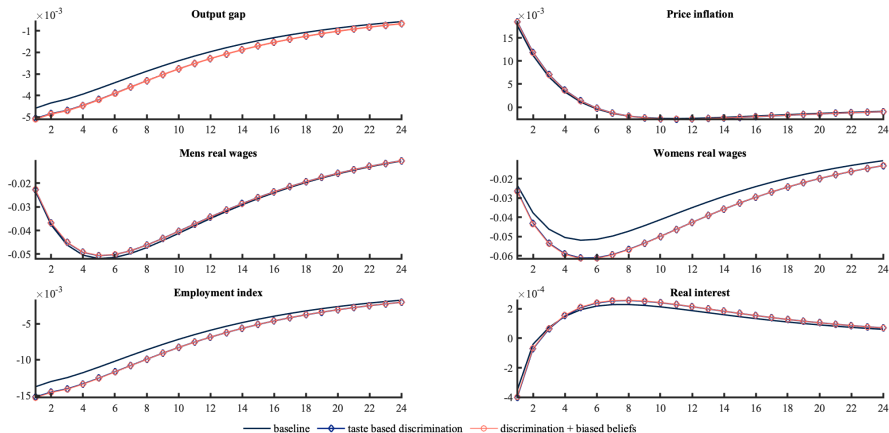 Output gap
×10⁻³
-1
-2
-3
-4
-5
2 4 6 8 10 12 14 16 18 20 22 24
Price inflation
×10⁻³
15
10
5
0
2 4 6 8 10 12 14 16 18 20 22 24
Mens real wages
-0.02
-0.03
-0.04
-0.05
2 4 6 8 10 12 14 16 18 20 22 24
Womens real wages
-0.02
-0.03
-0.04
-0.05
-0.06
2 4 6 8 10 12 14 16 18 20 22 24
Employment index
×10⁻³
-5
-10
-15
2 4 6 8 10 12 14 16 18 20 22 24
Real interest
×10⁻⁴
2
0
-2
-4
2 4 6 8 10 12 14 16 18 20 22 24
baseline taste based discrimination discrimination + biased beliefs